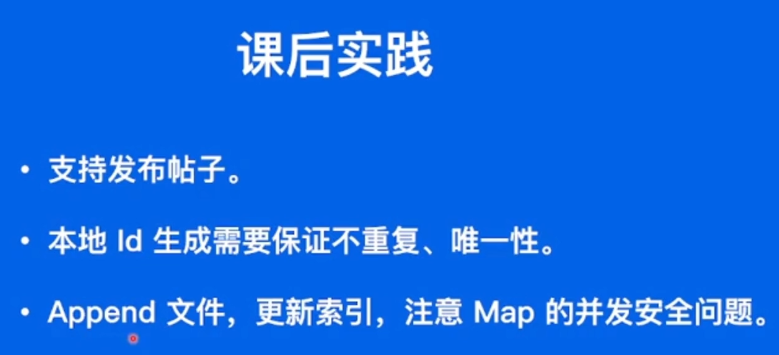 课后实践
• 支持发布帖子。
• 本地 Id 生成需要保证不重复、唯一性。
• Append 文件，更新索引，注意 Map 的并发安全问题。